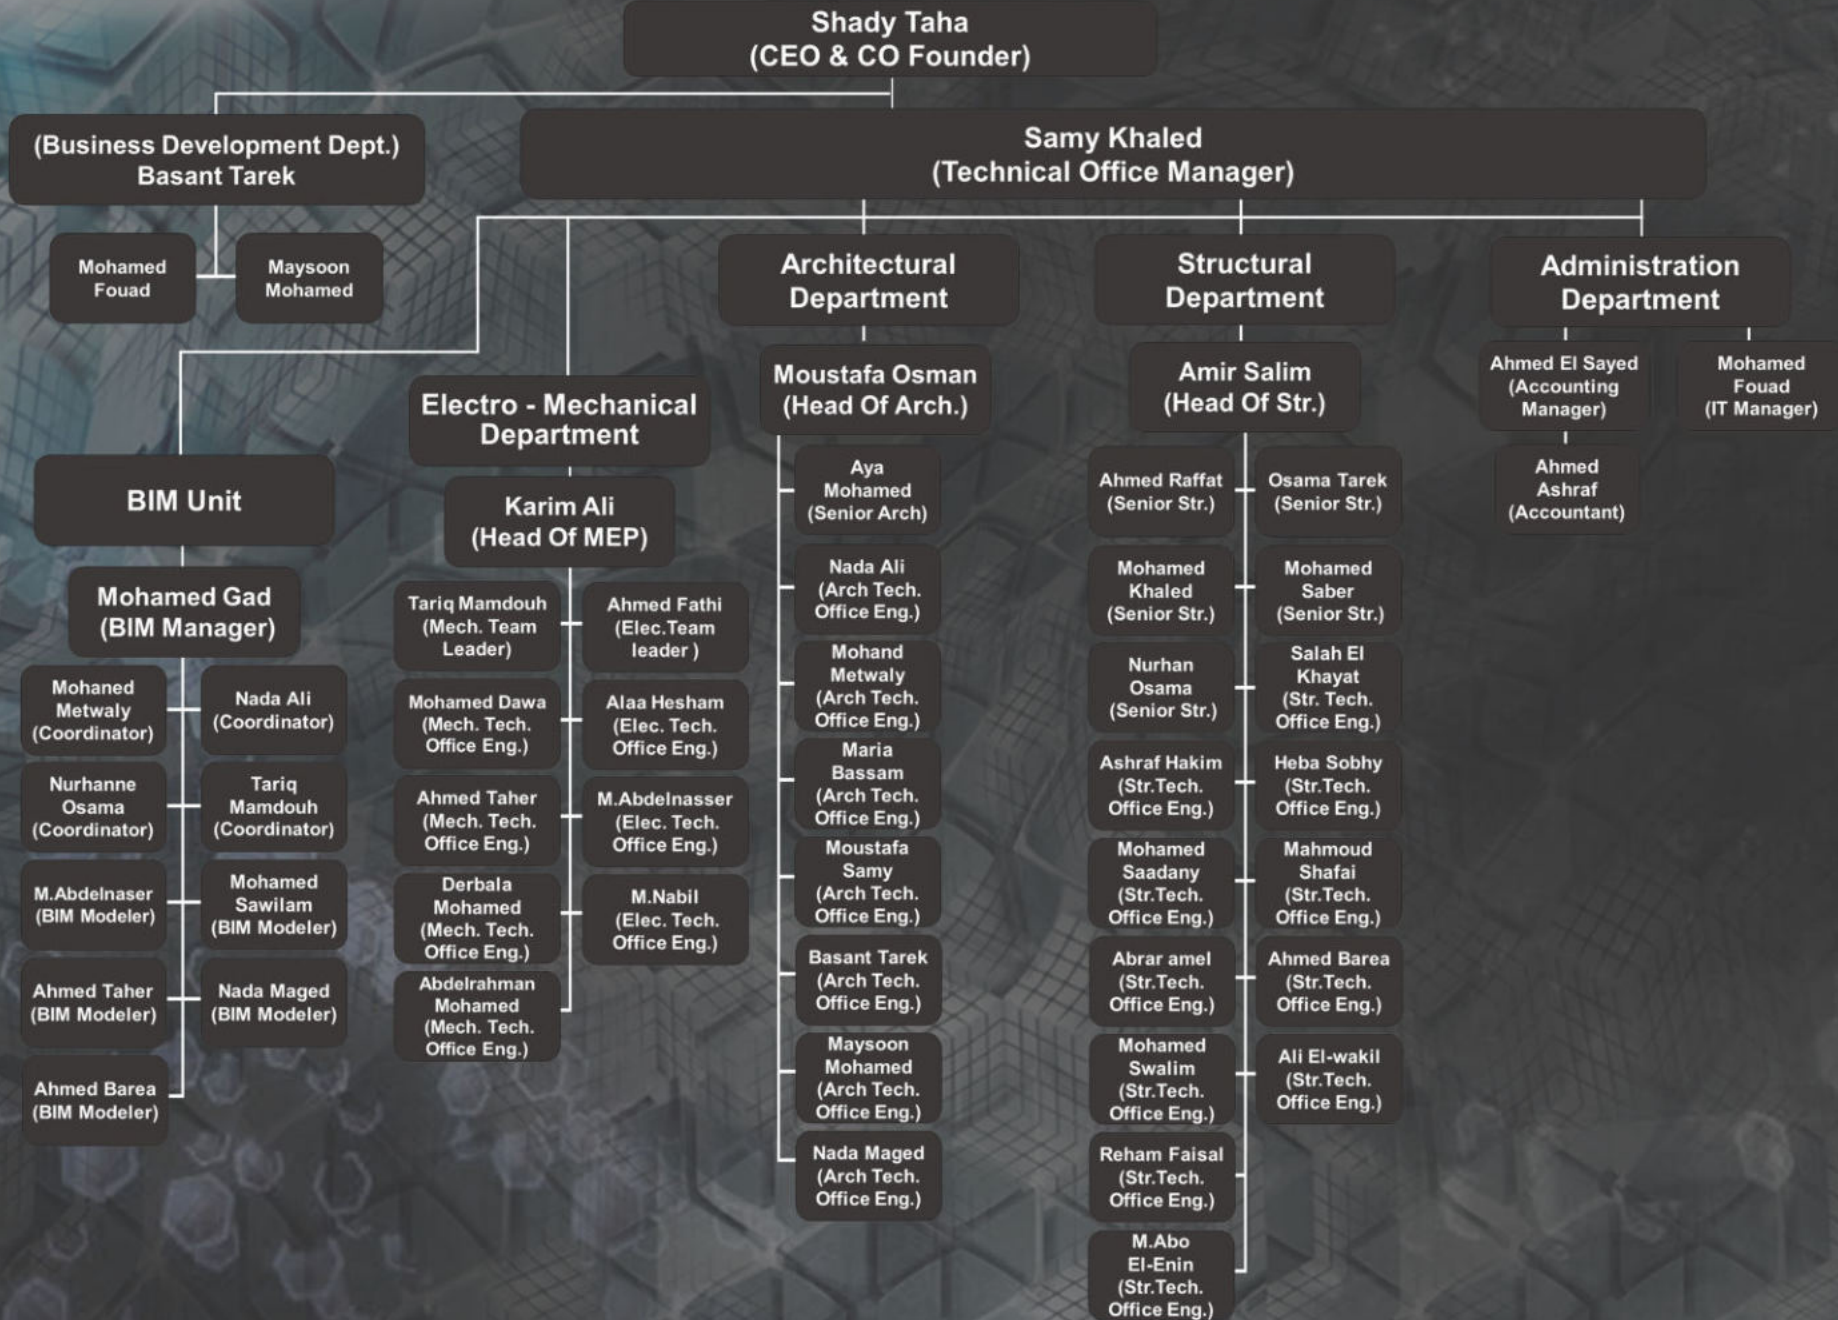 Shady Taha
(CEO & CO Founder)
(Business Development Dept.)
Basant Tarek
Samy Khaled
(Technical Office Manager)
Mohamed
Fouad
Maysoon
Mohamed
BIM Unit
Mohamed Gad
(BIM Manager)
Mohaned
Metwaly
(Coordinator)
Nada Ali
(Coordinator)
Nurhanne
Osama
(Coordinator)
Tariq
Mamdouh
(Coordinator)
M.Abdelnaser
(BIM Modeler)
Mohamed
Sawilam
(BIM Modeler)
Ahmed Taher
(BIM Modeler)
Nada Maged
(BIM Modeler)
Ahmed Barea
(BIM Modeler)
Electro - Mechanical
Department
Karim Ali
(Head Of MEP)
Tariq Mamdouh
(Mech. Team
Leader)
Ahmed Fathi
(Elec.Team
leader )
Mohamed Dawa
(Mech. Tech.
Office Eng.)
Alaa Hesham
(Elec. Tech.
Office Eng.)
Ahmed Taher
(Mech. Tech.
Office Eng.)
M.Abdelnasser
(Elec. Tech.
Office Eng.)
Derbala
Mohamed
(Mech. Tech.
Office Eng.)
M.Nabil
(Elec. Tech.
Office Eng.)
Abdelrahman
Mohamed
(Mech. Tech.
Office Eng.)
Architectural
Department
Moustafa Osman
(Head Of Arch.)
Aya
Mohamed
(Senior Arch)
Nada Ali
(Arch Tech.
Office Eng.)
Mohand
Metwaly
(Arch Tech.
Office Eng.)
Maria
Bassam
(Arch Tech.
Office Eng.)
Moustafa
Samy
(Arch Tech.
Office Eng.)
Basant Tarek
(Arch Tech.
Office Eng.)
Maysoon
Mohamed
(Arch Tech.
Office Eng.)
Nada Maged
(Arch Tech.
Office Eng.)
Structural
Department
Amir Salim
(Head Of Str.)
Ahmed Raffat
(Senior Str.)
Osama Tarek
(Senior Str.)
Mohamed
Khaled
(Senior Str.)
Mohamed
Saber
(Senior Str.)
Nurhan
Osama
(Senior Str.)
Salah El
Khayat
(Str. Tech.
Office Eng.)
Ashraf Hakim
(Str.Tech.
Office Eng.)
Heba Sobhy
(Str.Tech.
Office Eng.)
Mohamed
Saadany
(Str.Tech.
Office Eng.)
Mahmoud
Shafai
(Str.Tech.
Office Eng.)
Abrar amel
(Str.Tech.
Office Eng.)
Ahmed Barea
(Str.Tech.
Office Eng.)
Mohamed
Swalim
(Str.Tech.
Office Eng.)
Ali El-wakil
(Str.Tech.
Office Eng.)
Reham Faisal
(Str.Tech.
Office Eng.)
M.Abo
El-Enin
(Str.Tech.
Office Eng.)
Administration
Department
Ahmed El Sayed
(Accounting
Manager)
Mohamed
Fouad
(IT Manager)
Ahmed
Ashraf
(Accountant)